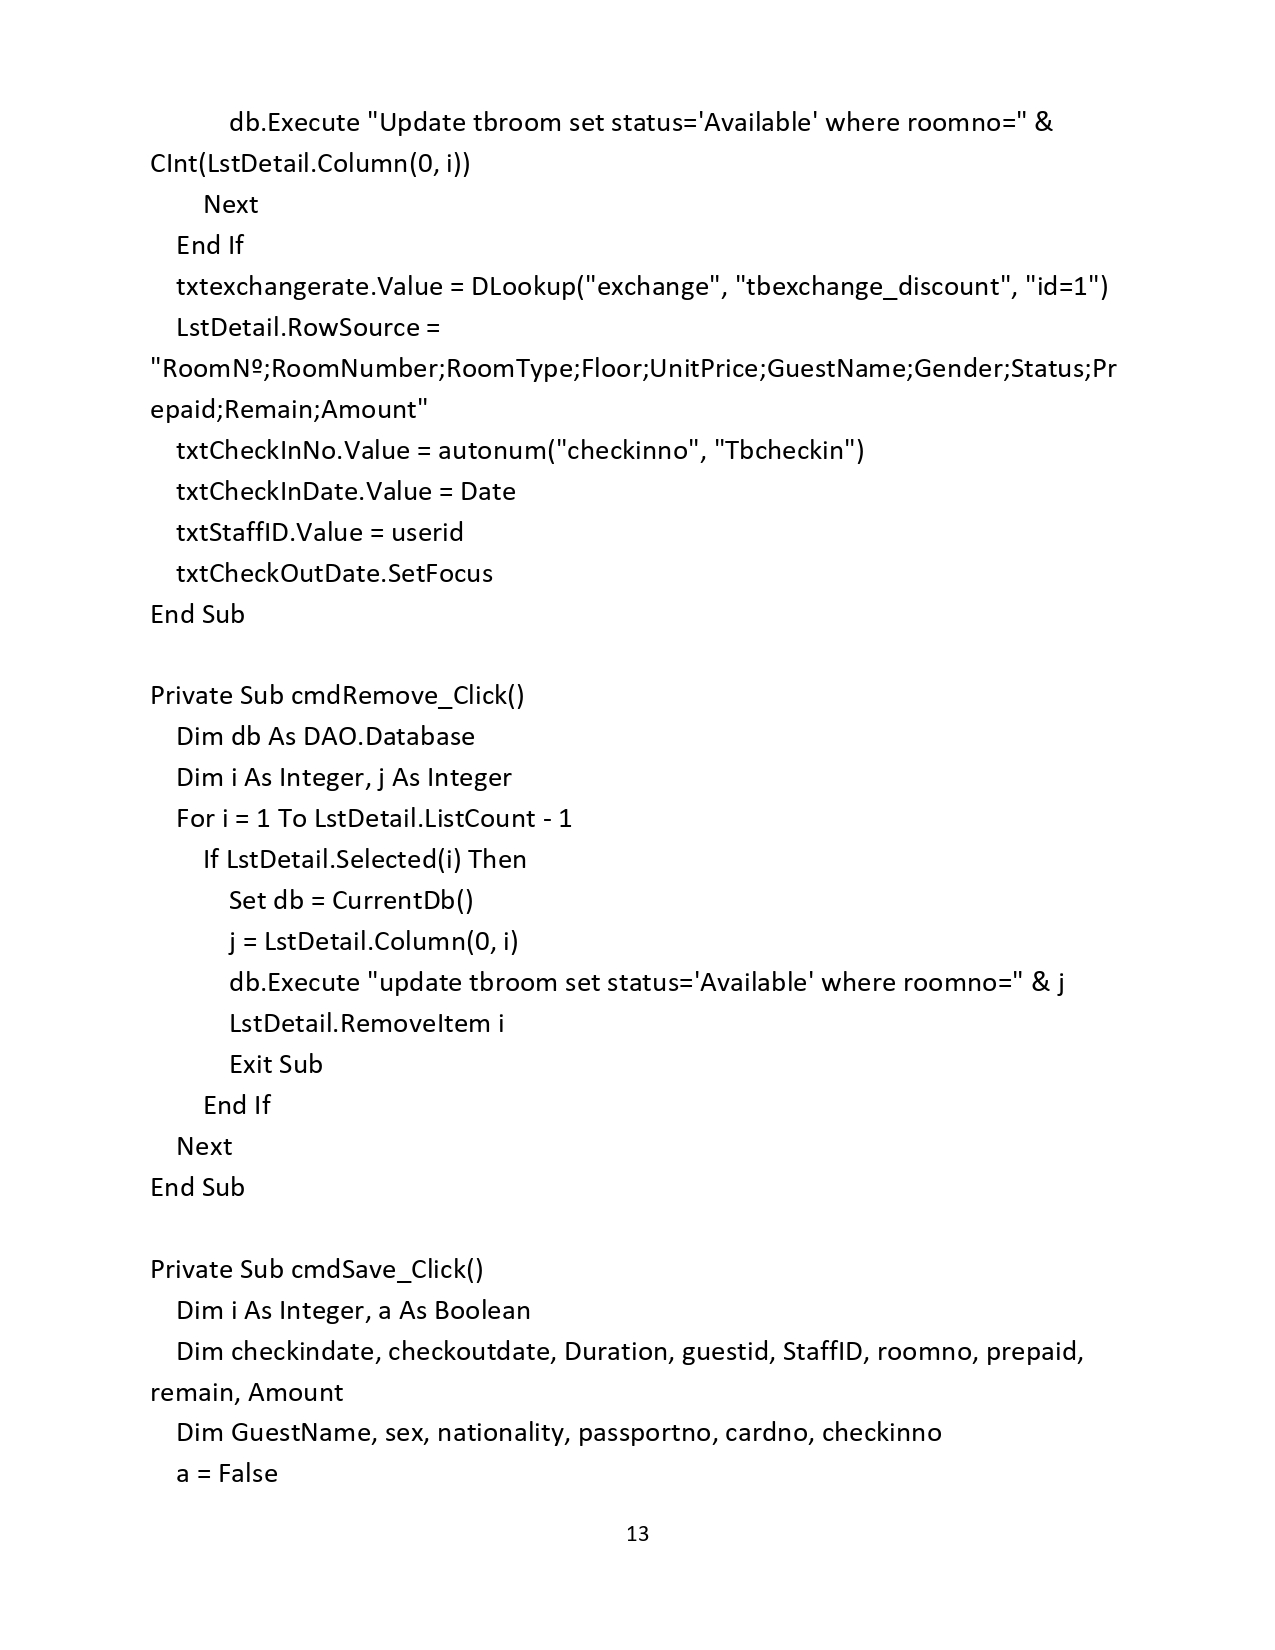 db.Execute "Update tbroom set status='Available' where roomno=" &
CInt(LstDetail.Column(0, i))
Next
End If
txtexchangerate.Value = DLookup("exchange", "tbexchange_discount", "id=1")
LstDetail.RowSource =
"RoomNº;RoomNumber;RoomType;Floor;UnitPrice;GuestName;Gender;Status;Pr
epaid;Remain;Amount"
txtCheckInNo.Value = autonum("checkinno", "Tbcheckin")
txtCheckInDate.Value = Date
txtStaffID.Value = userid
txtCheckOutDate.SetFocus
End Sub
Private Sub cmdRemove_Click()
Dim db As DAO.Database
Dim i As Integer, j As Integer
For i = 1 To LstDetail.ListCount - 1
If LstDetail.Selected(i) Then
Set db = CurrentDb()
j = LstDetail.Column(0, i)
db.Execute "update tbroom set status='Available' where roomno=" & j
LstDetail.RemoveItem i
Exit Sub
End If
Next
End Sub
Private Sub cmdSave_Click()
Dim i As Integer, a As Boolean
Dim checkindate, checkoutdate, Duration, guestid, StaffID, roomno, prepaid,
remain, Amount
Dim GuestName, sex, nationality, passportno, cardno, checkinno
a = False
13